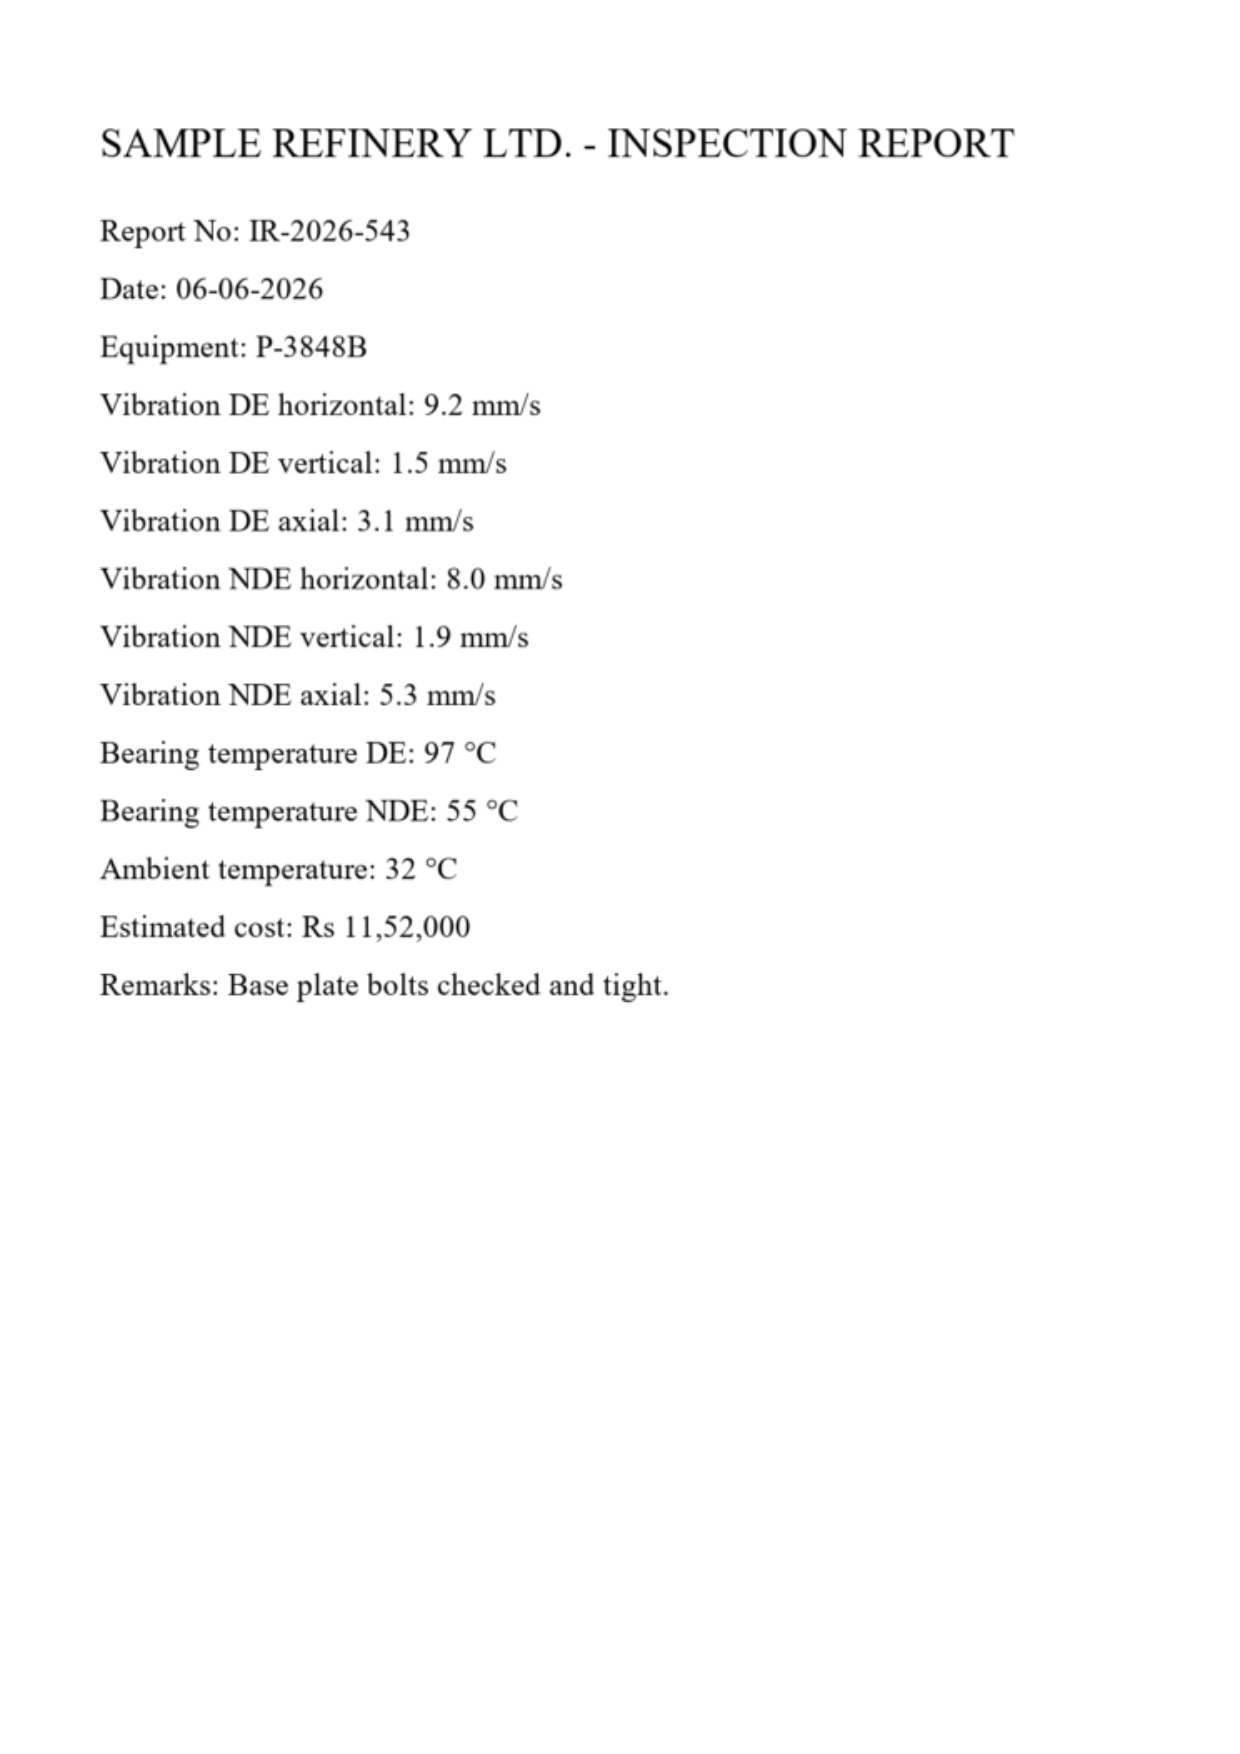 SAMPLE REFINERY LTD. - INSPECTION REPORT
Report No: IR-2026-543
Date: 06-06-2026
Equipment: P-3848B
Vibration DE horizontal: 9.2 mm/s
Vibration DE vertical: 1.5 mm/s
Vibration DE axial: 3.1 mm/s
Vibration NDE horizontal: 8.0 mm/s
Vibration NDE vertical: 1.9 mm/s
Vibration NDE axial: 5.3 mm/s
Bearing temperature DE: 97 °C
Bearing temperature NDE: 55 °C
Ambient temperature: 32 °C
Estimated cost: Rs 11,52,000
Remarks: Base plate bolts checked and tight.